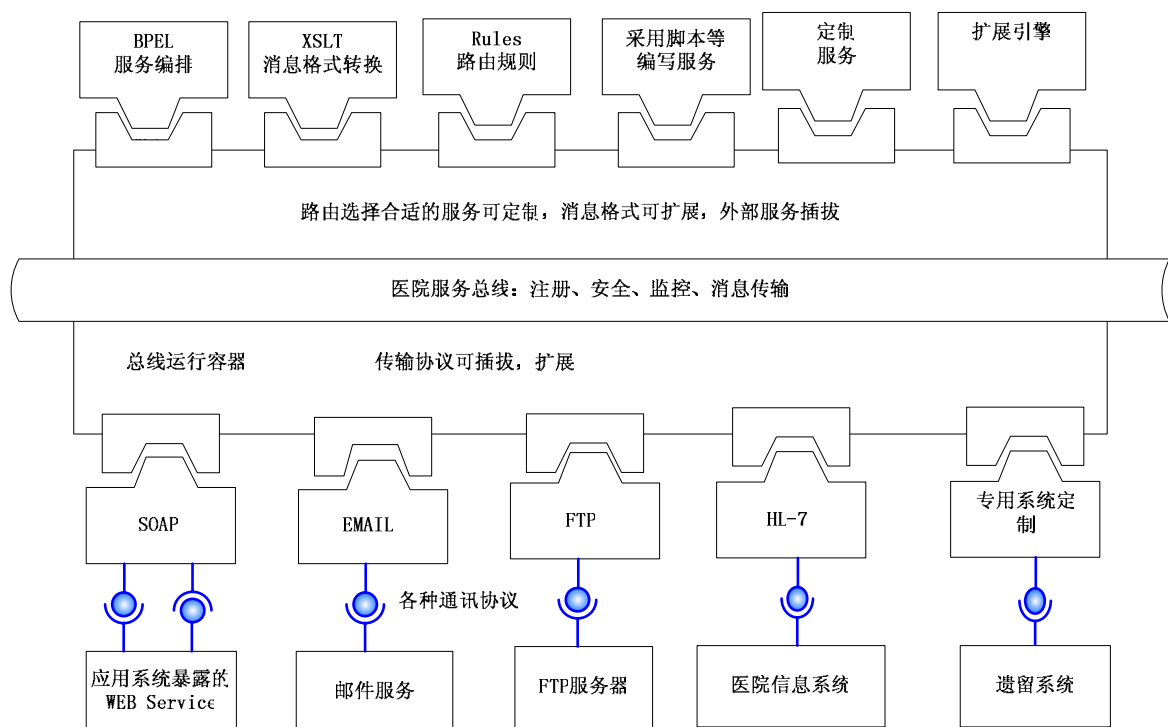 BPEL
服务编排
XSLT
消息格式转换
Rules
路由规则
采用脚本等
编写服务
定制
服务
扩展引擎
路由选择合适的服务可定制，消息格式可扩展，外部服务插拔
医院服务总线：注册、安全、监控、消息传输
总线运行容器
传输协议可插拔，扩展
SOAP
EMAIL
FTP
HL-7
专用系统定
制
各种通讯协议
应用系统暴露的
WEB Service
邮件服务
FTP服务器
医院信息系统
遗留系统